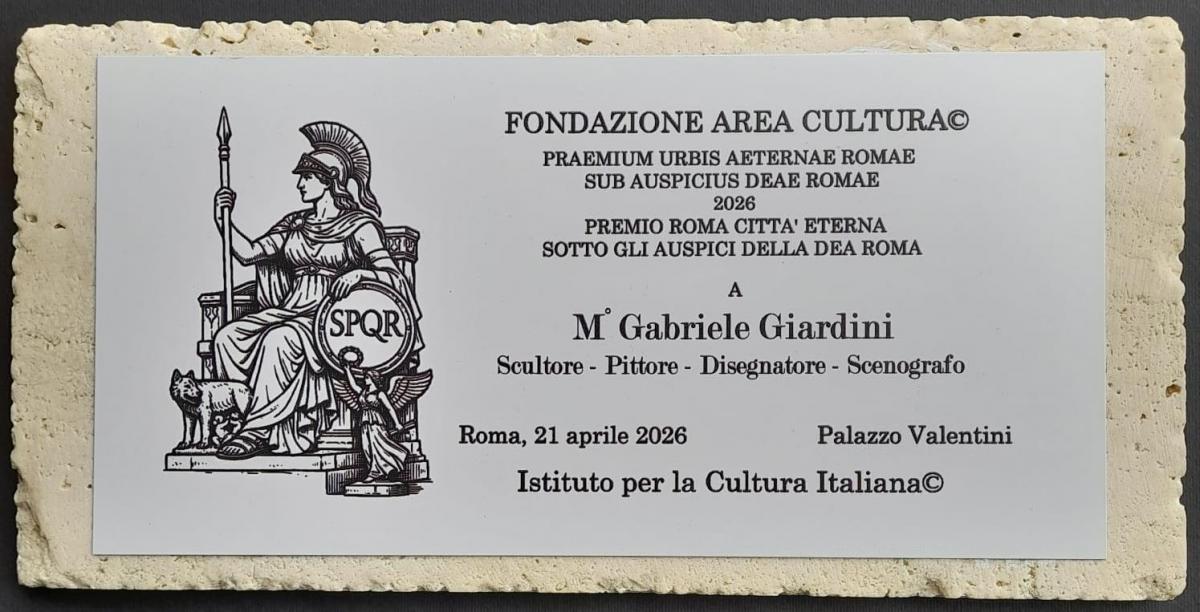 FONDAZIONE AREA CULTURA©
PRAEMIUM URBIS AETERNAE ROMAE
SUB AUSPICIUS DEAE ROMAE
2026
PREMIO ROMA CITTA' ETERNA
SOTTO GLI AUSPICI DELLA DEA ROMA
A
M° Gabriele Giardini
Scultore - Pittore - Disegnatore - Scenografo
SPQR
Roma, 21 aprile 2026 Palazzo Valentini
Istituto per la Cultura Italiana©